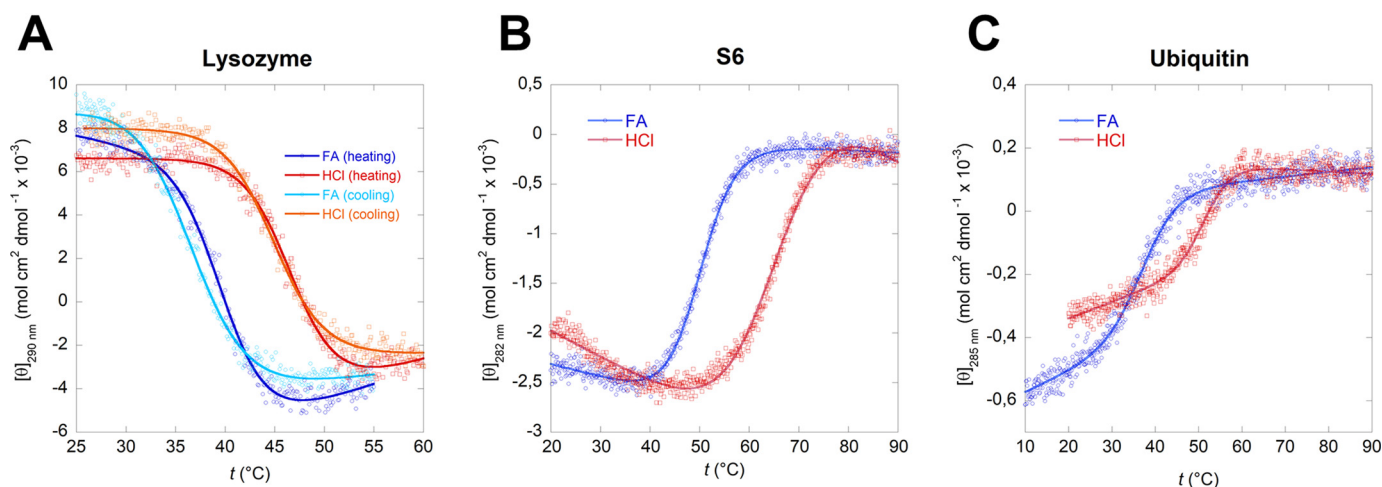 A
Lysozyme
10
8
6
4
2
0
-2
-4
-6
25 30 35 40 45 50 55 60
[θ]290 nm (mol cm² dmol⁻¹ x 10⁻³)
t (°C)
FA (heating)
HCl (heating)
FA (cooling)
HCl (cooling)
B
S6
0,5
0
-0,5
-1
-1,5
-2
-2,5
-3
20 30 40 50 60 70 80 90
[θ]282 nm (mol cm² dmol⁻¹ x 10⁻³)
t (°C)
FA
HCl
C
Ubiquitin
0,4
0,2
0
-0,2
-0,4
-0,6
10 20 30 40 50 60 70 80 90
[θ]285 nm (mol cm² dmol⁻¹ x 10⁻³)
t (°C)
FA
HCl